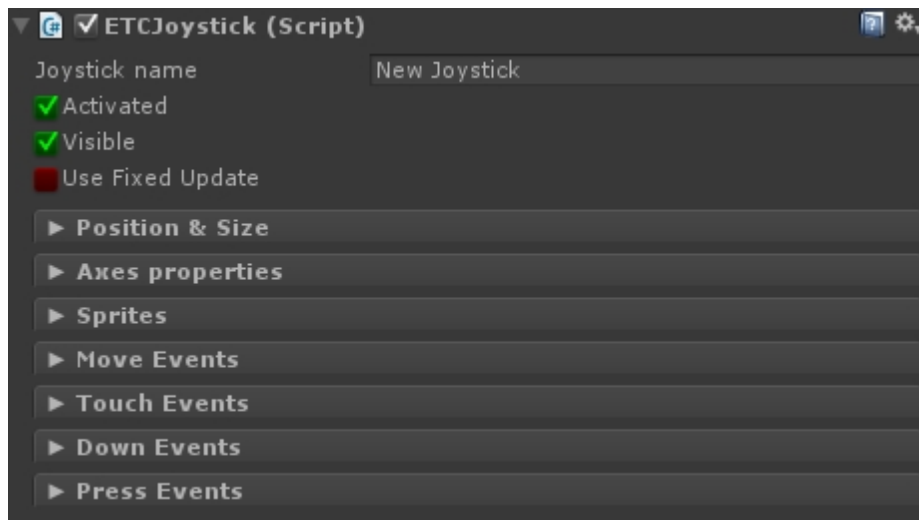 ETCJoystick (Script)
Joystick name New Joystick
Activated
Visible
Use Fixed Update
Position & Size
Axes properties
Sprites
Move Events
Touch Events
Down Events
Press Events